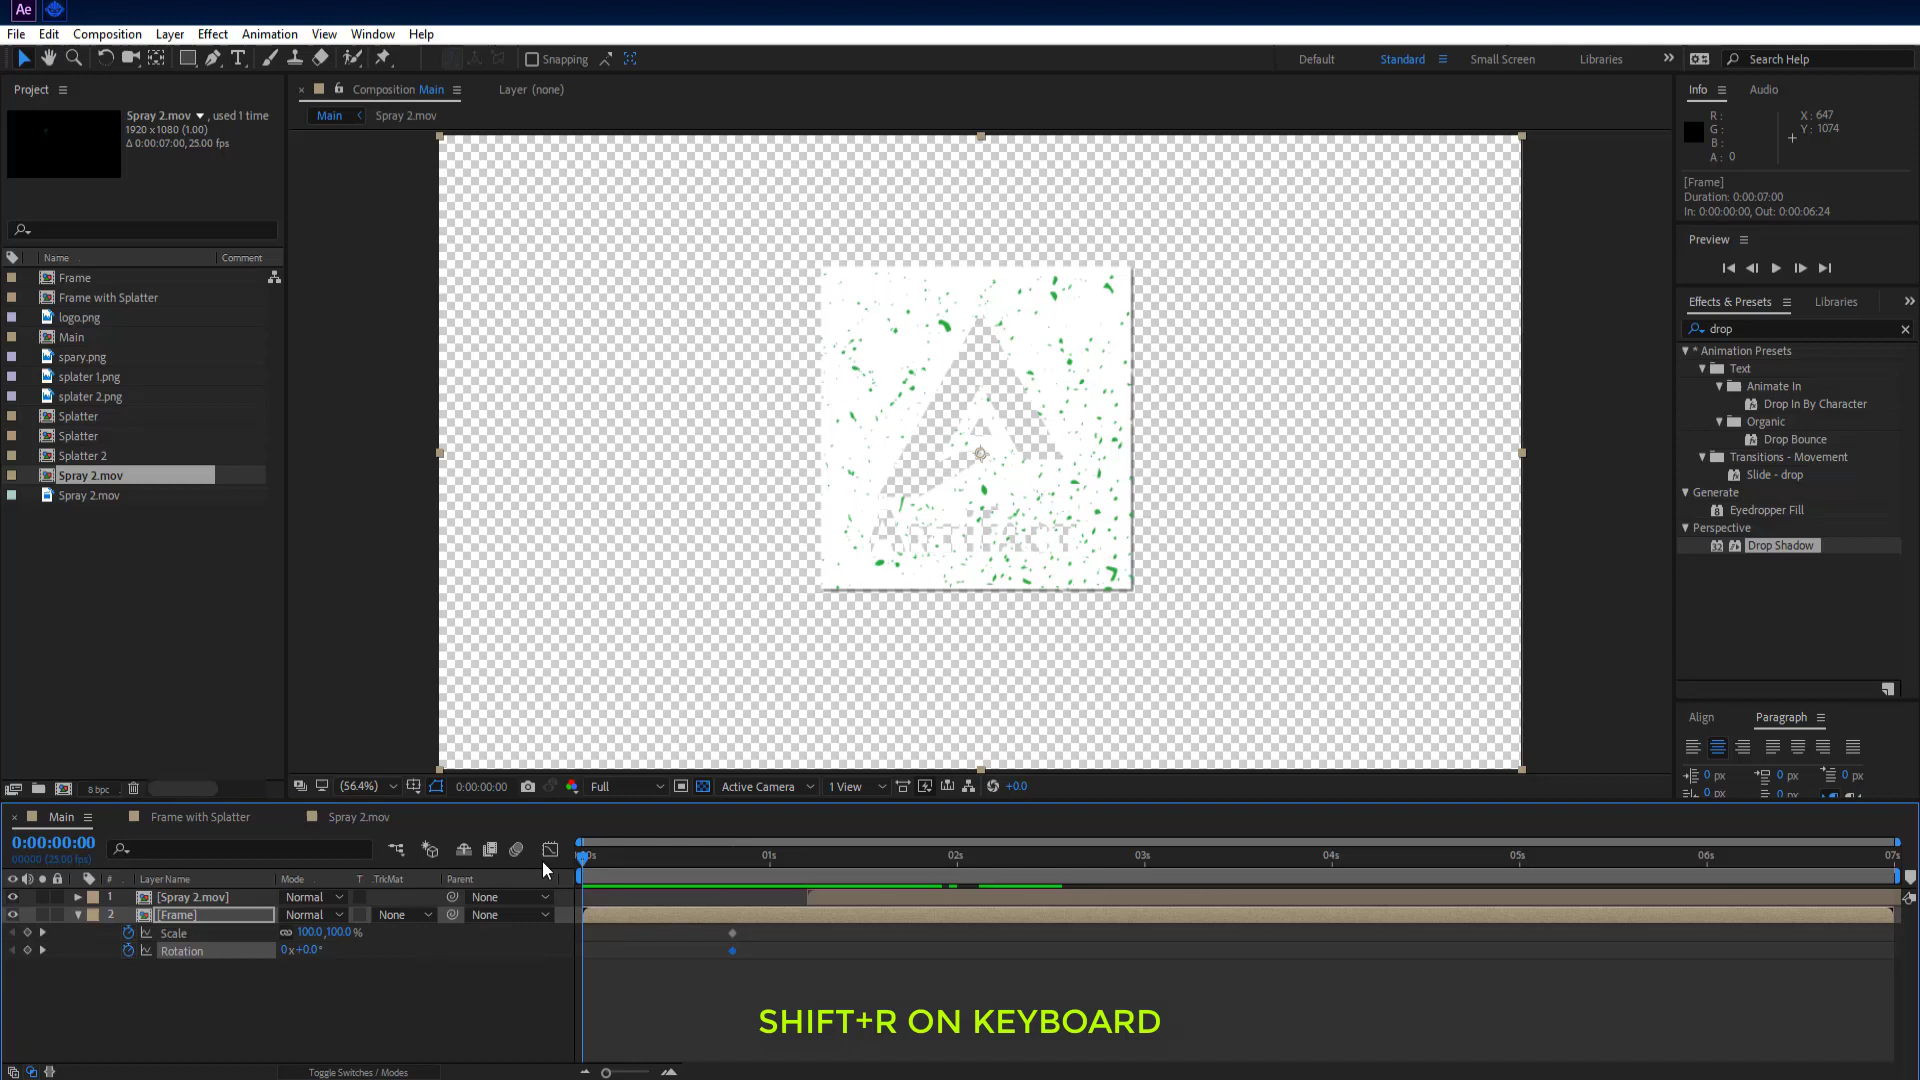 Ae
File Edit Composition Layer Effect Animation View Window Help
Snapping
Default Standard Small Screen Libraries Search Help
Project
Spray 2.mov , used 1 time
1920 x1080 (1.00)
Δ 0:00:07:00, 25.00 fps
Name Comment
Frame
Frame with Splatter
logo.png
Main
spary.png
splater 1.png
splater 2.png
Splatter
Splatter
Splatter 2
Spray 2.mov
Spray 2.mov
8 bpc
Composition Main Layer (none)
Main Spray 2.mov
Artifact
(56.4%) 0:00:00:00 Full Active Camera 1 View +0.0
Info Audio
R :
G :
B :
A : 0
X : 647
Y : 1074
[Frame]
Duration: 0:00:07:00
In: 0:00:00:00, Out: 0:00:06:24
Preview
Effects & Presets Libraries
drop
* Animation Presets
Text
Animate In
Drop In By Character
Organic
Drop Bounce
Transitions - Movement
Slide - drop
Generate
Eyedropper Fill
Perspective
Drop Shadow
Align Paragraph
0 px 0 px 0 px
0 px 0 px
Main Frame with Splatter Spray 2.mov
0:00:00:00
00000 (25.00 fps)
00s 01s 02s 03s 04s 05s 06s 07s
# Layer Name Mode T .TrkMat Parent
1 [Spray 2.mov] Normal None
2 [Frame] Normal None None
Scale 100.0,100.0 %
Rotation 0 x+0.0°
SHIFT+R ON KEYBOARD
Toggle Switches / Modes